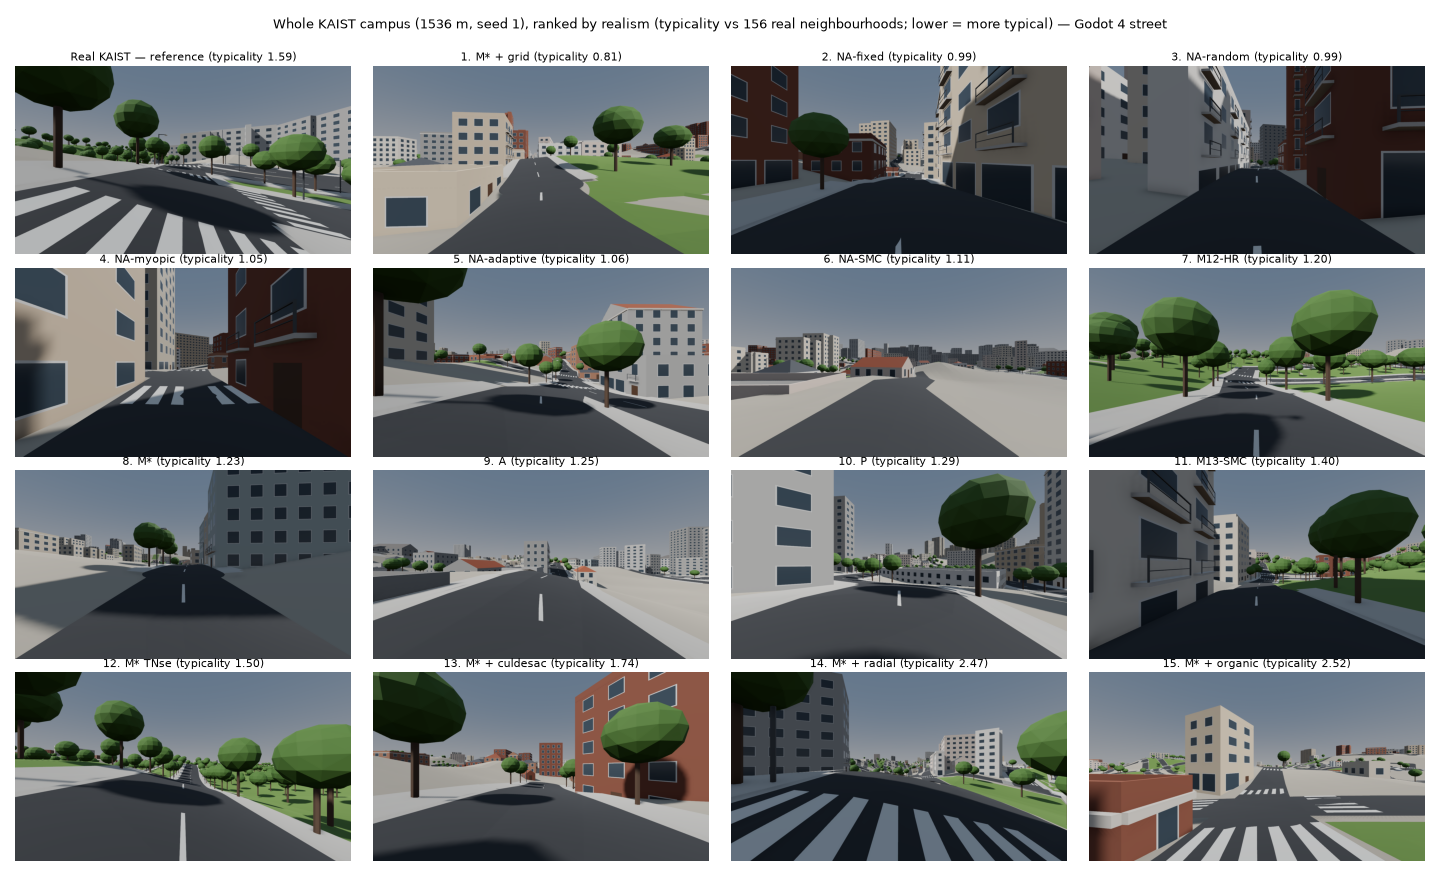 Whole KAIST campus (1536 m, seed 1), ranked by realism (typicality vs 156 real neighbourhoods; lower = more typical) — Godot 4 street
Real KAIST — reference (typicality 1.59)
1. M* + grid (typicality 0.81)
2. NA-fixed (typicality 0.99)
3. NA-random (typicality 0.99)
4. NA-myopic (typicality 1.05)
5. NA-adaptive (typicality 1.06)
6. NA-SMC (typicality 1.11)
7. M12-HR (typicality 1.20)
8. M* (typicality 1.23)
9. A (typicality 1.25)
10. P (typicality 1.29)
11. M13-SMC (typicality 1.40)
12. M* TNse (typicality 1.50)
13. M* + culdesac (typicality 1.74)
14. M* + radial (typicality 2.47)
15. M* + organic (typicality 2.52)